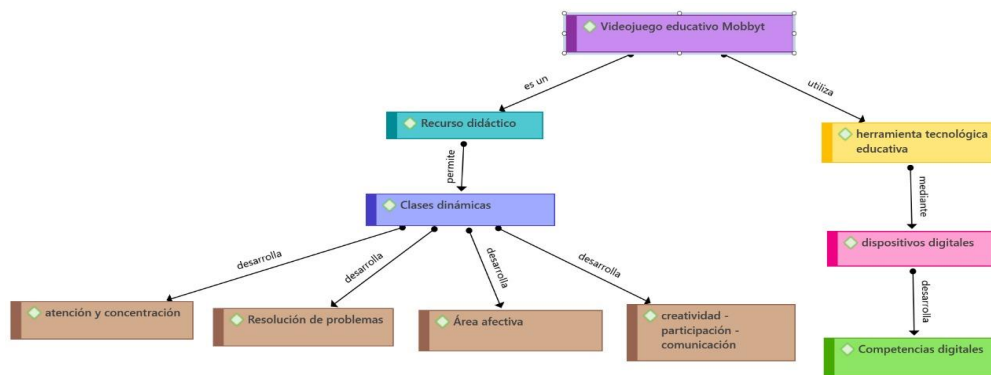 Videojuego educativo Mobbyt
es un
utiliza
Recurso didáctico
herramienta tecnológica
educativa
permite
mediante
Clases dinámicas
dispositivos digitales
desarrolla
desarrolla
desarrolla
desarrolla
desarrolla
atención y concentración
Resolución de problemas
Área afectiva
creatividad -
participación -
comunicación
Competencias digitales